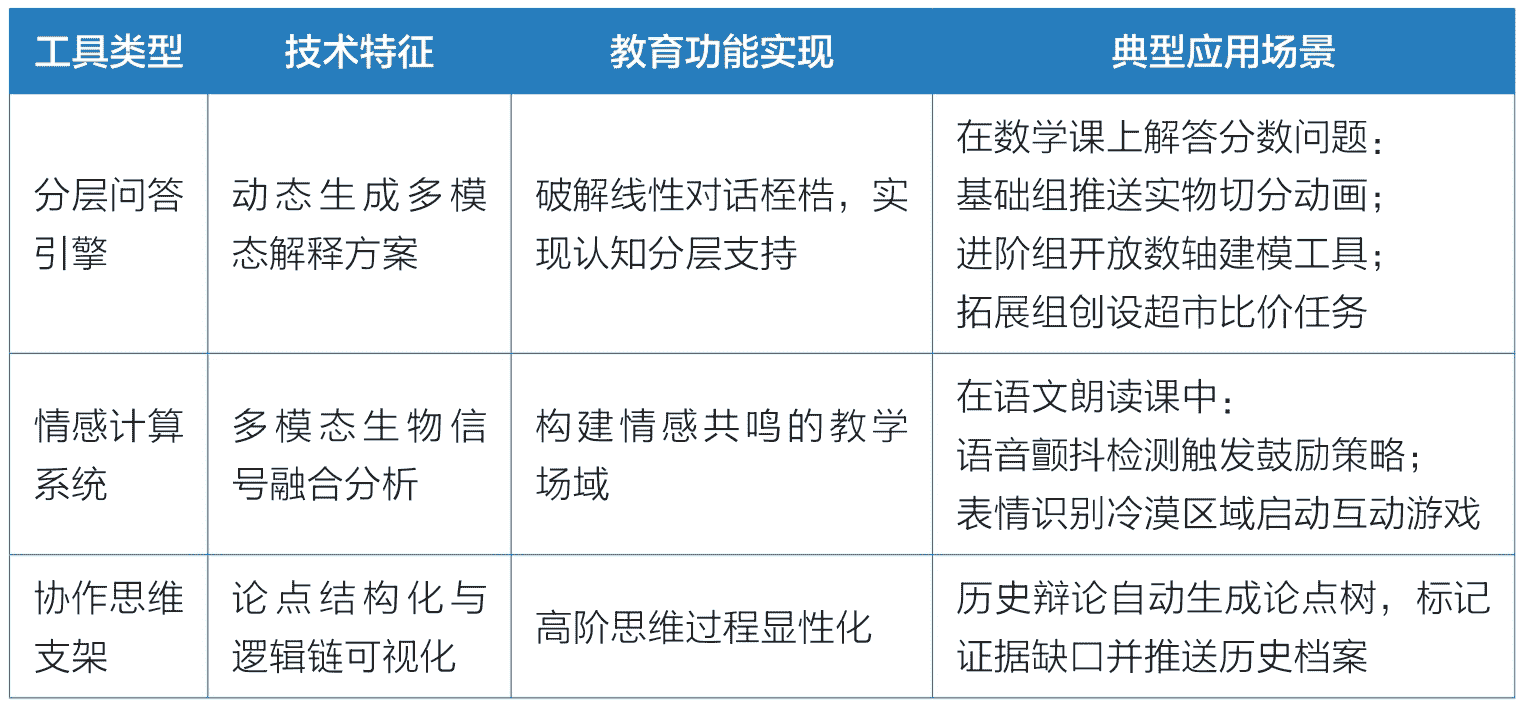 工具类型 技术特征 教育功能实现 典型应用场景
分层问答
引擎
动态生成多模
态解释方案
破解线性对话桎梏，实
现认知分层支持
在数学课上解答分数问题：
基础组推送实物切分动画；
进阶组开放数轴建模工具；
拓展组创设超市比价任务
情感计算
系统
多模态生物信
号融合分析
构建情感共鸣的教学
场域
在语文朗读课中：
语音颤抖检测触发鼓励策略；
表情识别冷漠区域启动互动游戏
协作思维
支架
论点结构化与
逻辑链可视化
高阶思维过程显性化
历史辩论自动生成论点树，标记
证据缺口并推送历史档案